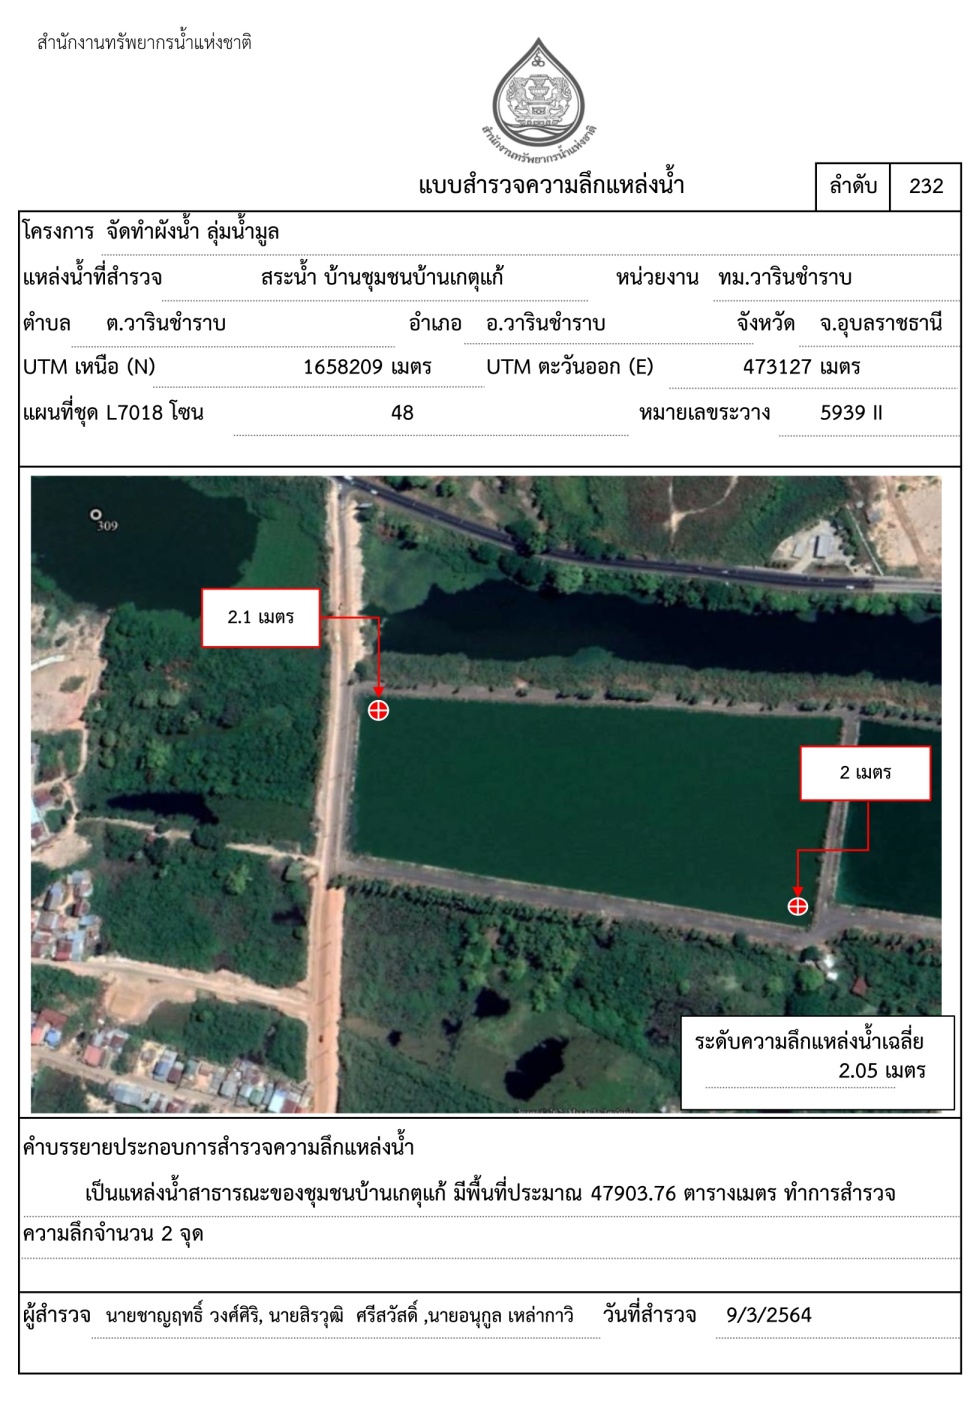 สำนักงานทรัพยากรน้ำแห่งชาติ
สำนักงานทรัพยากรน้ำแห่งชาติ
แบบสำรวจความลึกแหล่งน้ำ ลำดับ 232
โครงการ จัดทำผังน้ำ ลุ่มน้ำมูล
แหล่งน้ำที่สำรวจ สระน้ำ บ้านชุมชนบ้านเกตุแก้ หน่วยงาน ทม.วารินชำราบ
ตำบล ต.วารินชำราบ อำเภอ อ.วารินชำราบ จังหวัด จ.อุบลราชธานี
UTM เหนือ (N) 1658209 เมตร UTM ตะวันออก (E) 473127 เมตร
แผนที่ชุด L7018 โซน 48 หมายเลขระวาง 5939 II
309
2.1 เมตร
2 เมตร
ระดับความลึกแหล่งน้ำเฉลี่ย
2.05 เมตร
คำบรรยายประกอบการสำรวจความลึกแหล่งน้ำ
เป็นแหล่งน้ำสาธารณะของชุมชนบ้านเกตุแก้ มีพื้นที่ประมาณ 47903.76 ตารางเมตร ทำการสำรวจ
ความลึกจำนวน 2 จุด
ผู้สำรวจ นายชาญฤทธิ์ วงศ์ศิริ, นายสิรวุฒิ ศรีสวัสดิ์ ,นายอนุกูล เหล่ากาวิ วันที่สำรวจ 9/3/2564